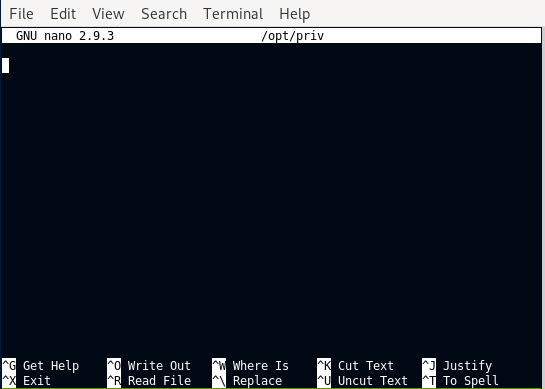 File Edit View Search Terminal Help
GNU nano 2.9.3 /opt/priv
^G Get Help ^O Write Out ^W Where Is ^K Cut Text ^J Justify
^X Exit ^R Read File ^\ Replace ^U Uncut Text ^T To Spell